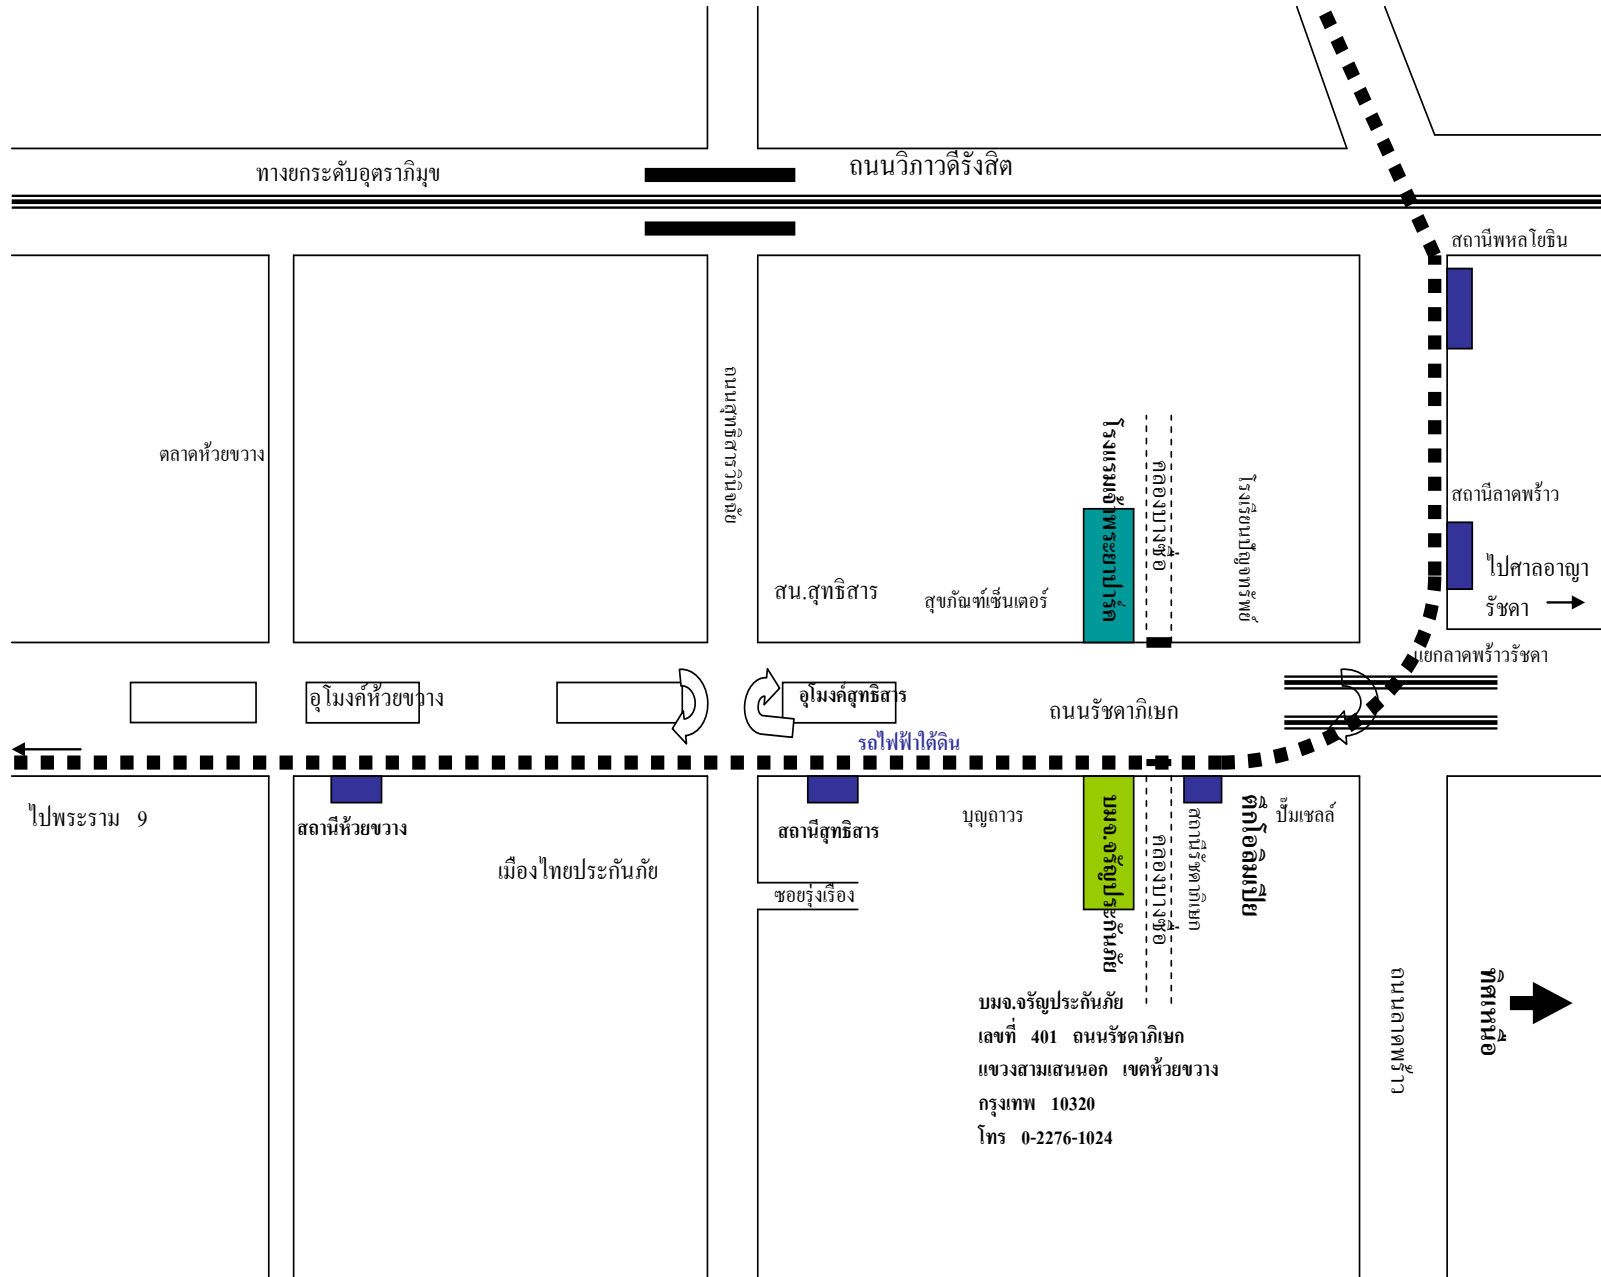 ทางยกระดับอุตราภิมุข
ถนนวิภาวดีรังสิต
สถานีพหลโยธิน
ถนนสุทธิสารวินิจฉัย
ตลาดห้วยขวาง
โรงแรมเจ้าพระยาปาร์ค
คลองบางซื่อ
โรงเรียนปัญจทรัพย์
สถานีลาดพร้าว
ไปศาลอาญา
รัชดา
สน.สุทธิสาร
สุขภัณฑ์เซ็นเตอร์
แยกลาดพร้าวรัชดา
อุโมงค์ห้วยขวาง
อุโมงค์สุทธิสาร
ถนนรัชดาภิเษก
รถไฟฟ้าใต้ดิน
ไปพระราม 9
สถานีห้วยขวาง
สถานีสุทธิสาร
บุญถาวร
บมจ.จรัญประกันภัย
คลองบางซื่อ
สถานีรัชดาภิเษก
ตึกโอลิมเปีย
ปั๊มเชลล์
เมืองไทยประกันภัย
ซอยรุ่งเรือง
ถนนลาดพร้าว
ทิศเหนือ
บมจ.จรัญประกันภัย
เลขที่ 401 ถนนรัชดาภิเษก
แขวงสามเสนนอก เขตห้วยขวาง
กรุงเทพ 10320
โทร 0-2276-1024